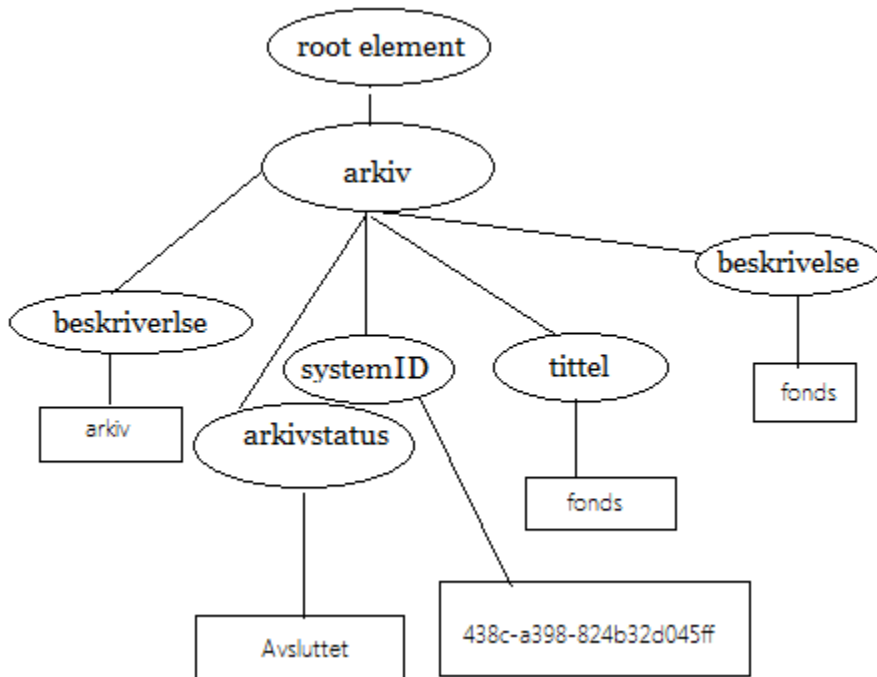 root element
arkiv
beskrivelse
beskriverlse
systemID
tittel
fonds
arkiv
arkivstatus
fonds
438c-a398-824b32d045ff
Avsluttet